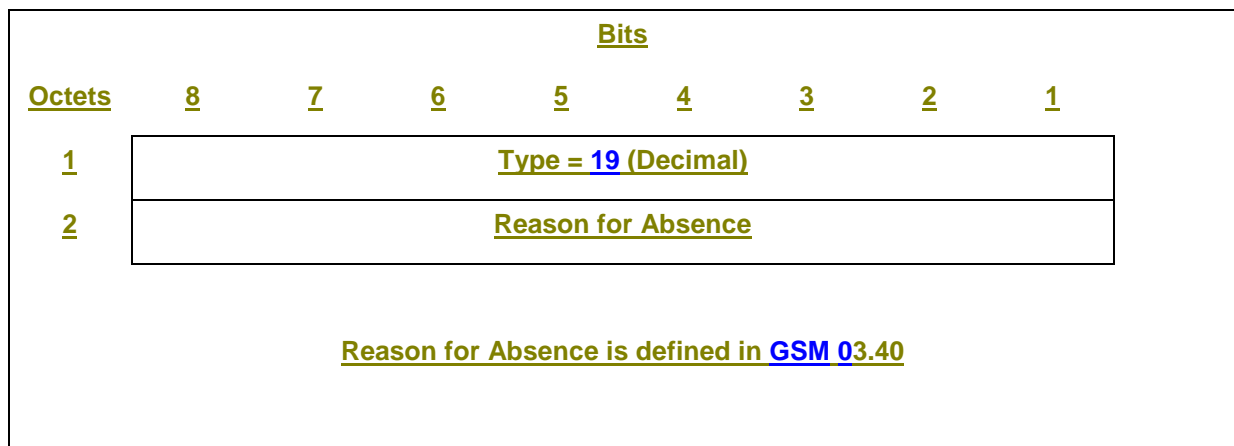 Bits
Octets 8 7 6 5 4 3 2 1
1 Type = 19 (Decimal)
2 Reason for Absence
Reason for Absence is defined in GSM 03.40